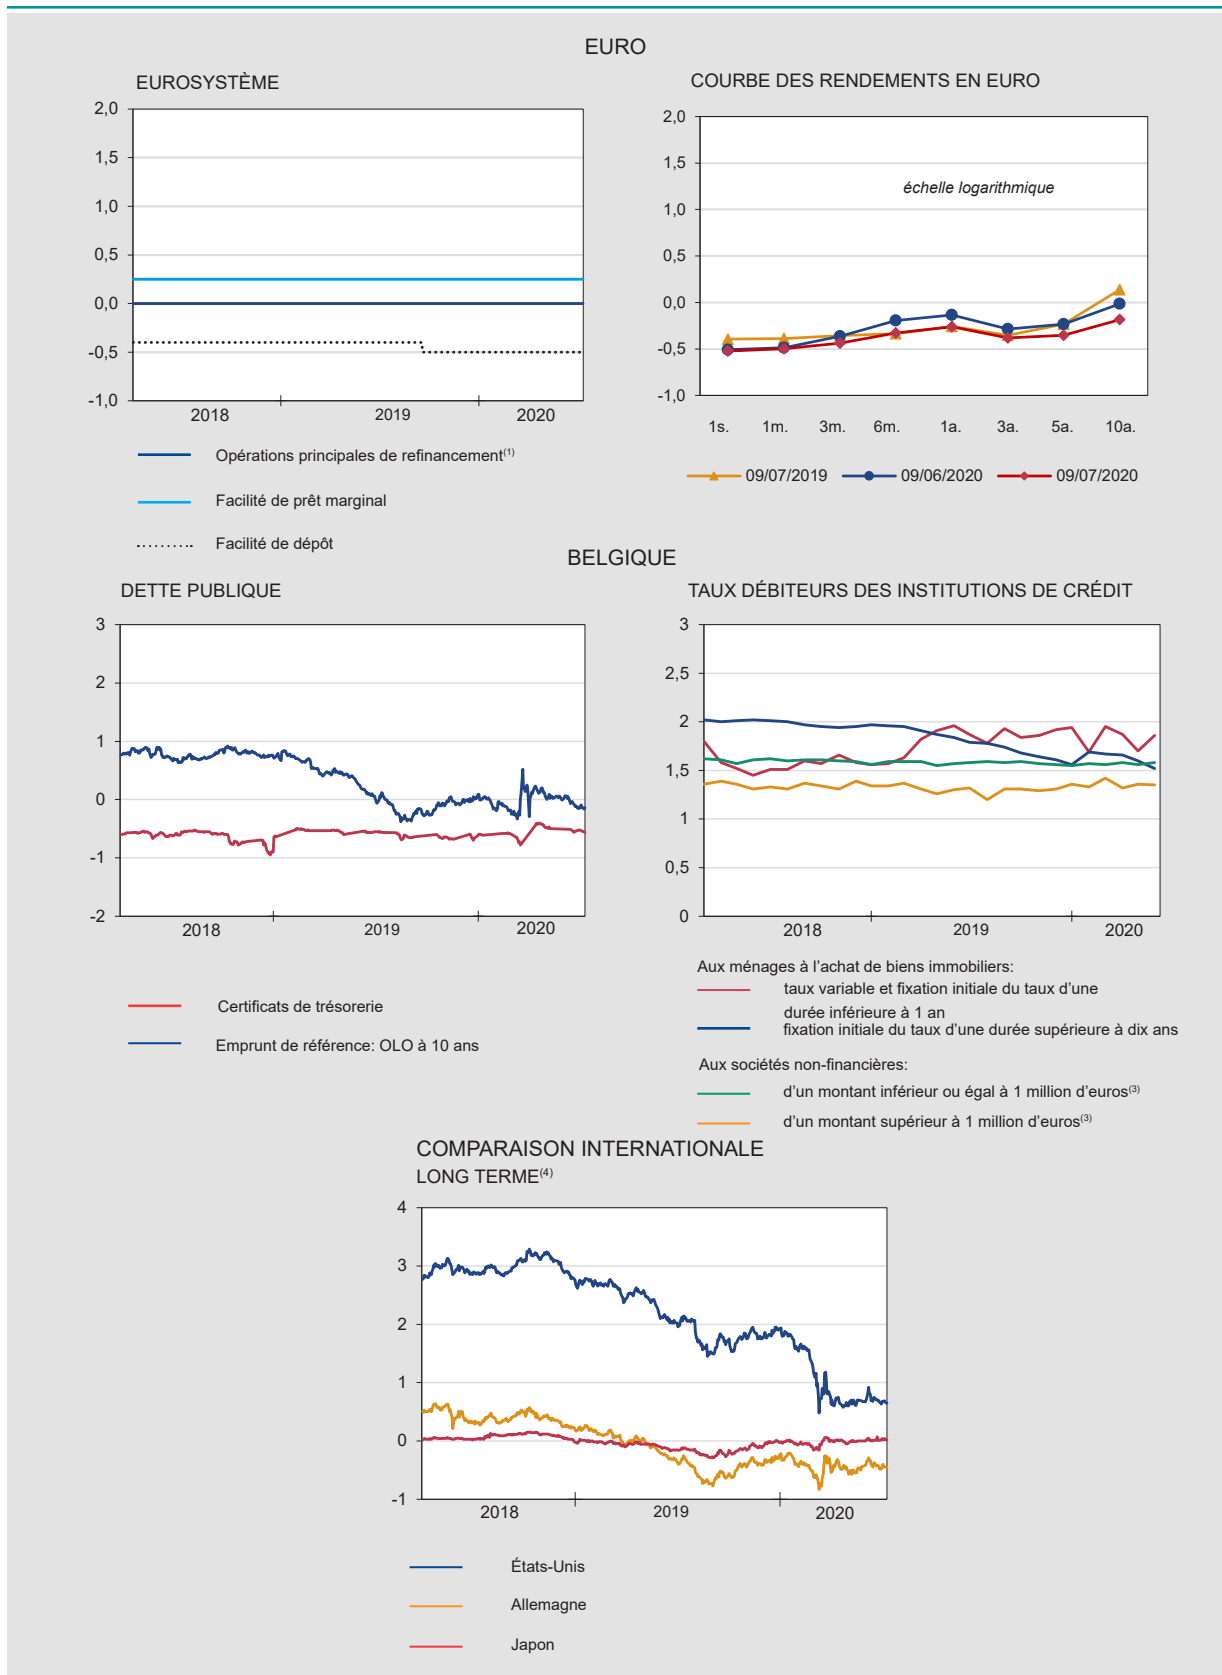 EURO
EUROSYSTÈME
2,0
1,5
1,0
0,5
0,0
-0,5
-1,0
2018 2019 2020
Opérations principales de refinancement(1)
Facilité de prêt marginal
Facilité de dépôt
COURBE DES RENDEMENTS EN EURO
2,0
1,5
1,0
0,5
0,0
-0,5
-1,0
échelle logarithmique
1s. 1m. 3m. 6m. 1a. 3a. 5a. 10a.
09/07/2019 09/06/2020 09/07/2020
BELGIQUE
DETTE PUBLIQUE
3
2
1
0
-1
-2
2018 2019 2020
Certificats de trésorerie
Emprunt de référence: OLO à 10 ans
TAUX DÉBITEURS DES INSTITUTIONS DE CRÉDIT
3
2,5
2
1,5
1
0,5
0
2018 2019 2020
Aux ménages à l’achat de biens immobiliers:
taux variable et fixation initiale du taux d’une
durée inférieure à 1 an
fixation initiale du taux d’une durée supérieure à dix ans
Aux sociétés non-financières:
d’un montant inférieur ou égal à 1 million d’euros(3)
d’un montant supérieur à 1 million d’euros(3)
COMPARAISON INTERNATIONALE
LONG TERME(4)
4
3
2
1
0
-1
2018 2019 2020
États-Unis
Allemagne
Japon